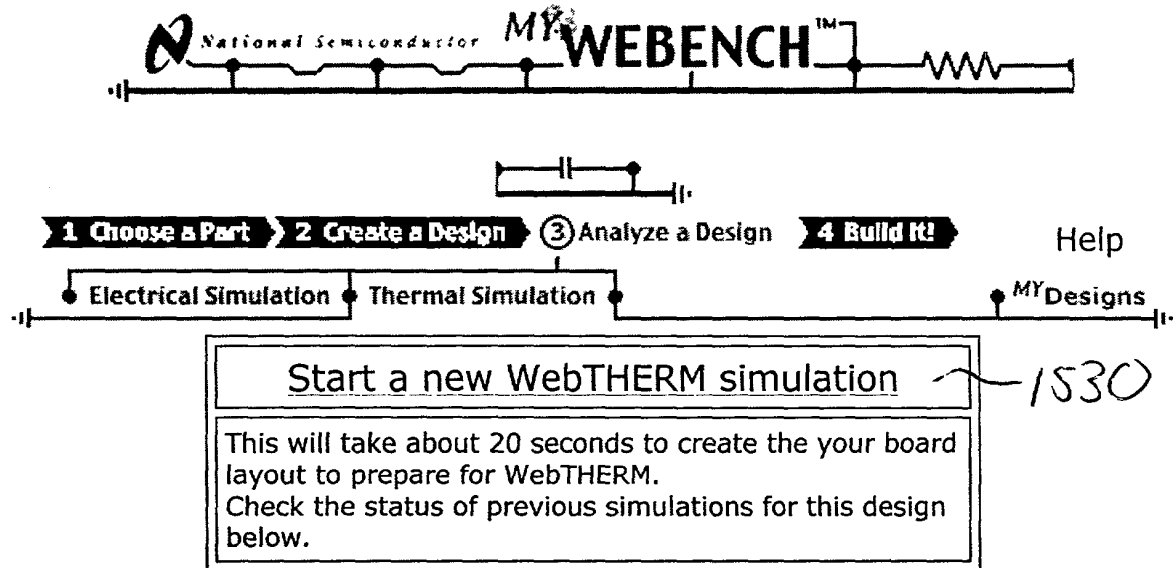 National Semiconductor MY WEBENCH™
1 Choose a Part 2 Create a Design 3 Analyze a Design 4 Build It! Help
Electrical Simulation Thermal Simulation MY Designs
Start a new WebTHERM simulation 1530
This will take about 20 seconds to create the your board
layout to prepare for WebTHERM.
Check the status of previous simulations for this design
below.